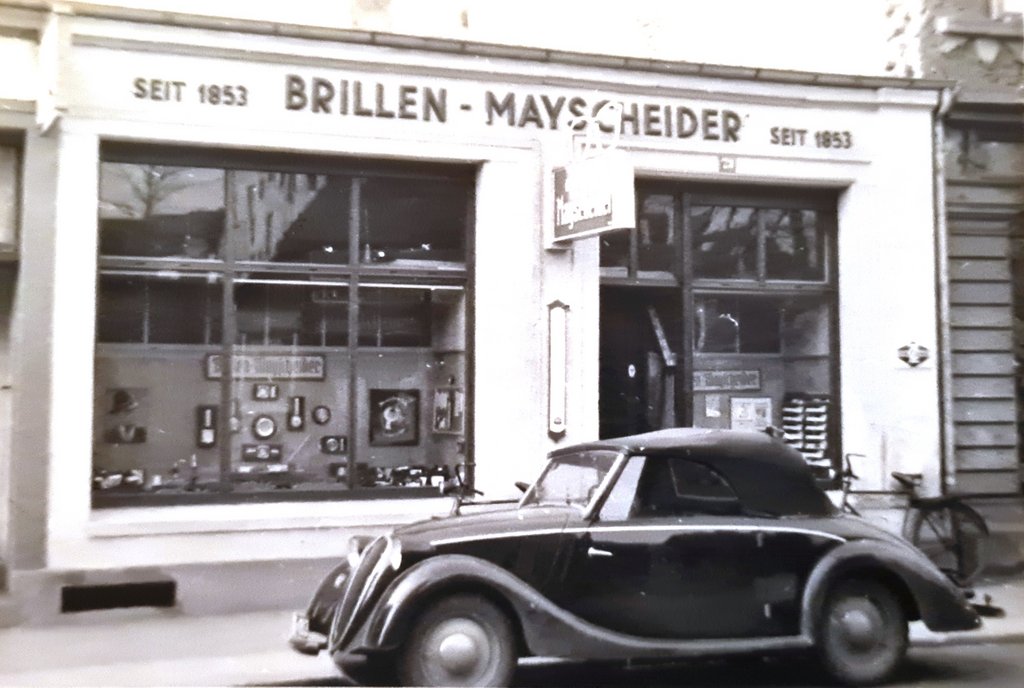 SEIT 1853 BRILLEN - MAYSCHEIDER SEIT 1853